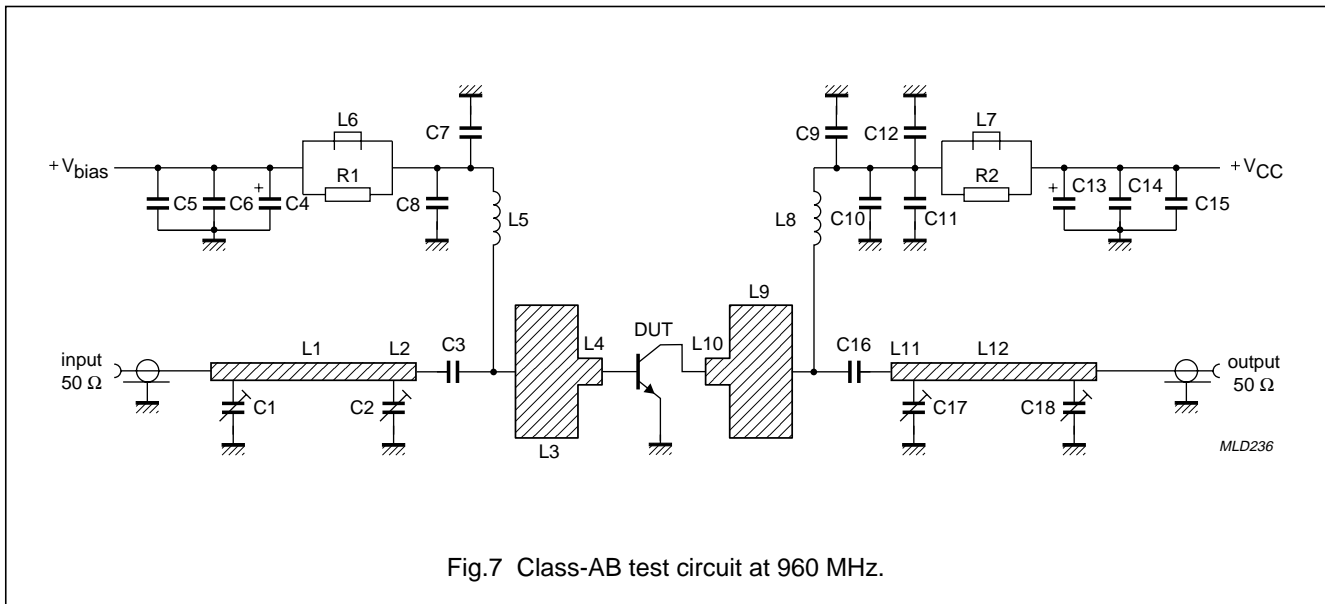 L6
C7
C9
C12
L7
+ Vbias
R1
R2
+ VCC
+
C5
C6
C4
C8
L5
L8
C10
C11
+
C13
C14
C15
L9
input
50 Ω
L1
L2
C3
L4
DUT
L10
C16
L11
L12
output
50 Ω
C1
C2
C17
C18
L3
MLD236
Fig.7 Class-AB test circuit at 960 MHz.